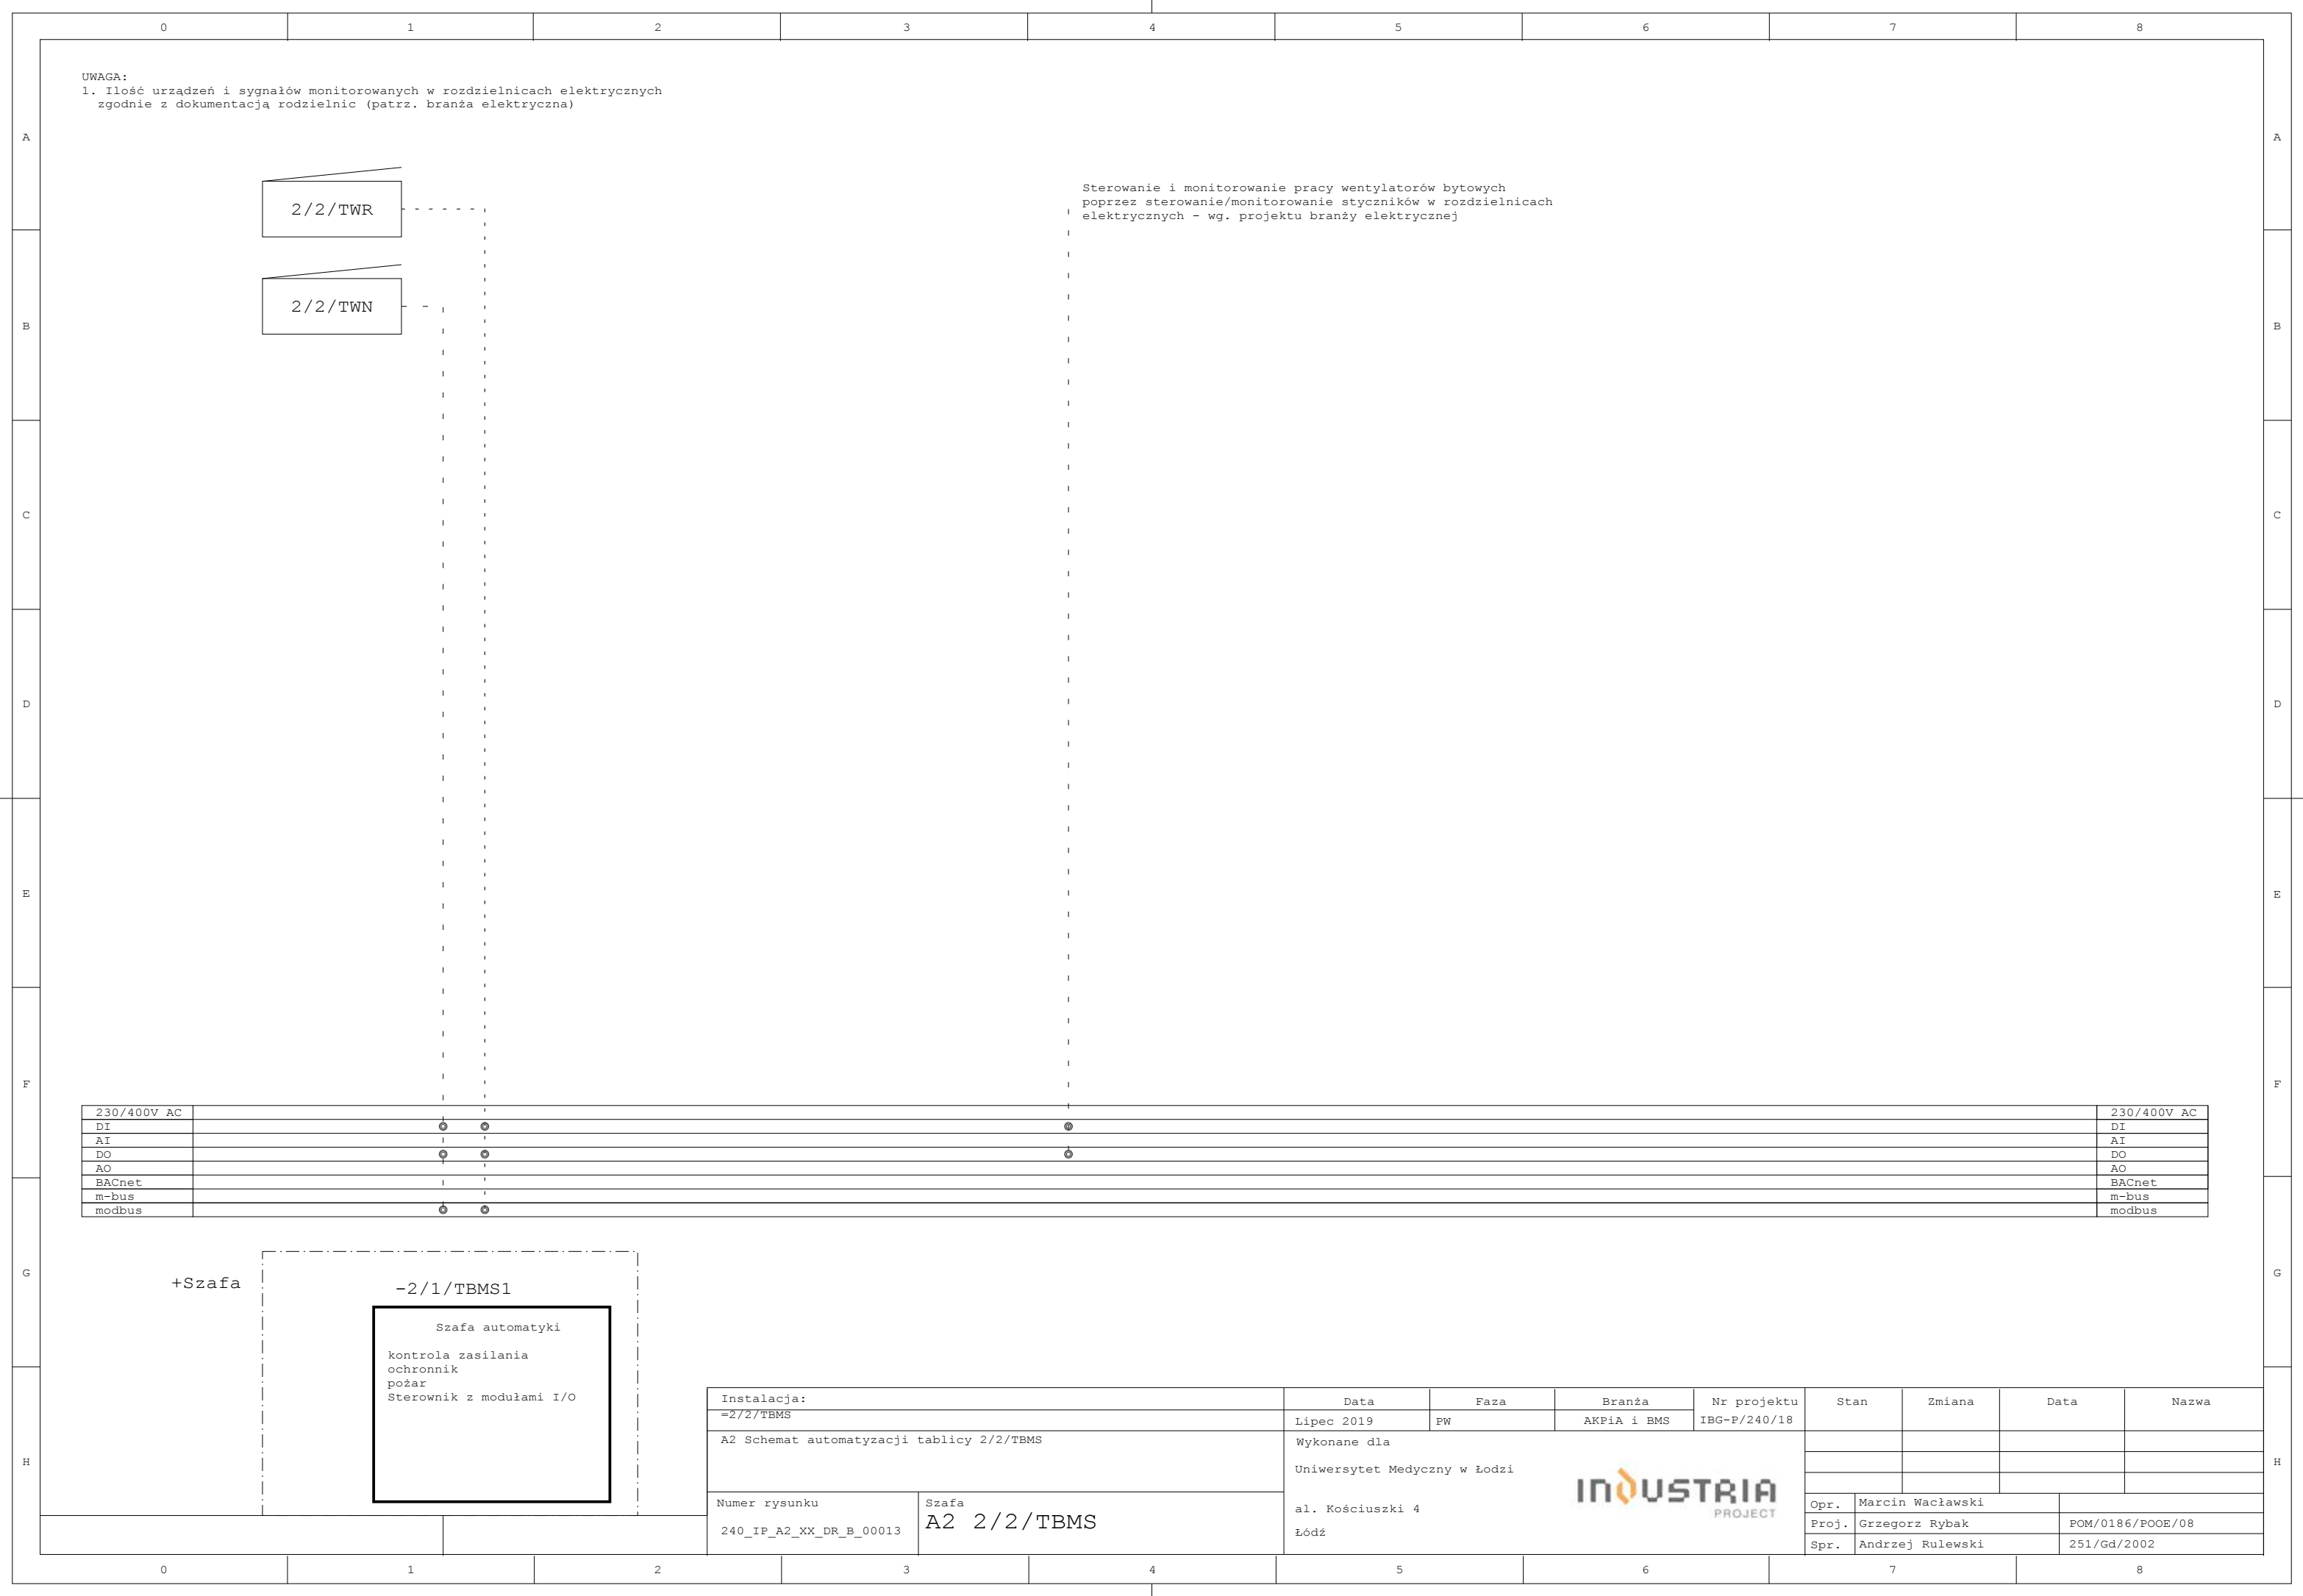 0 1 2 3 4 5 6 7 8
UWAGA:
1. Ilość urządzeń i sygnałów monitorowanych w rozdzielnicach elektrycznych
zgodnie z dokumentacją rodzielnic (patrz. branża elektryczna)
A A
2/2/TWR
Sterowanie i monitorowanie pracy wentylatorów bytowych
poprzez sterowanie/monitorowanie styczników w rozdzielnicach
elektrycznych - wg. projektu branży elektrycznej
2/2/TWN
B B
C C
D D
E E
F F
230/400V AC 230/400V AC
DI DI
AI AI
DO DO
AO AO
BACnet BACnet
m-bus m-bus
modbus modbus
G G
+Szafa
-2/1/TBMS1
Szafa automatyki
kontrola zasilania
ochronnik
pożar
Sterownik z modułami I/O
H H
Instalacja:
=2/2/TBMS
A2 Schemat automatyzacji tablicy 2/2/TBMS
Numer rysunku
240_IP_A2_XX_DR_B_00013
Szafa
A2 2/2/TBMS
Data Faza Branża Nr projektu
Lipec 2019 PW AKPiA i BMS IBG-P/240/18
Wykonane dla
Uniwersytet Medyczny w Łodzi
al. Kościuszki 4
Łódź
INDUSTRIA
PROJECT
Stan Zmiana Data Nazwa
Opr. Marcin Wacławski
Proj. Grzegorz Rybak POM/0186/POOE/08
Spr. Andrzej Rulewski 251/Gd/2002
0 1 2 3 4 5 6 7 8